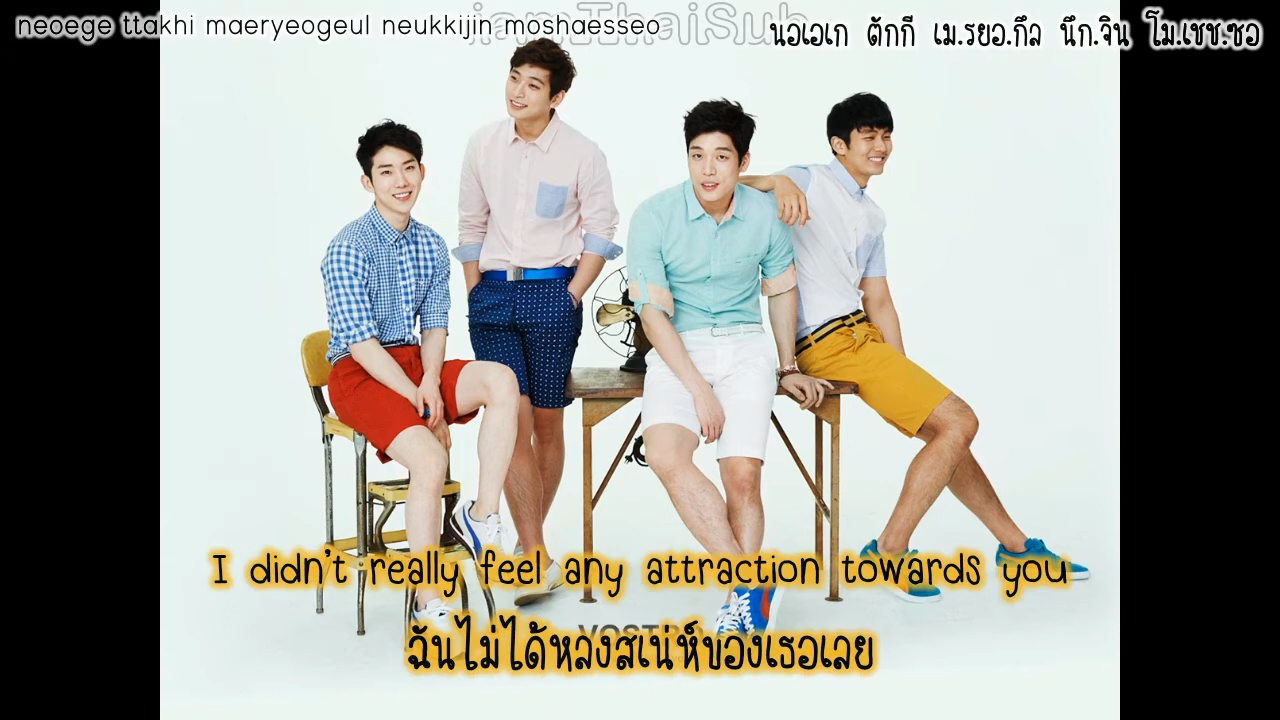 neoege ttakhi maeryeogeul neukkijin moshaesseo
iamThaiSub
นอเอเก ตักกี เม.รยอ.กึล นึก.จิน โม.เชช.ซอ
I didn't really feel any attraction towards you
ฉันไม่ได้หลงสเน่ห์ของเธอเลย